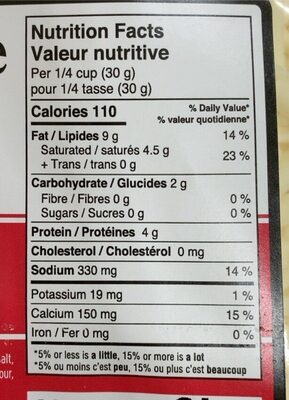 Nutrition Facts
Valeur nutritive
Per 1/4 cup (30 g)
pour 1/4 tasse (30 g)
Calories 110
% Daily Value*
% valeur quotidienne*
Fat / Lipides 9 g 14 %
Saturated / saturés 4.5 g
+ Trans / trans 0 g 23 %
Carbohydrate / Glucides 2 g
Fibre / Fibres 0 g 0 %
Sugars / Sucres 0 g 0 %
Protein / Protéines 4 g
Cholesterol / Cholestérol 0 mg
Sodium 330 mg 14 %
Potassium 19 mg 1 %
Calcium 150 mg 15 %
Iron / Fer 0 mg 0 %
*5% or less is a little, 15% or more is a lot
*5% ou moins c'est peu, 15% ou plus c'est beaucoup